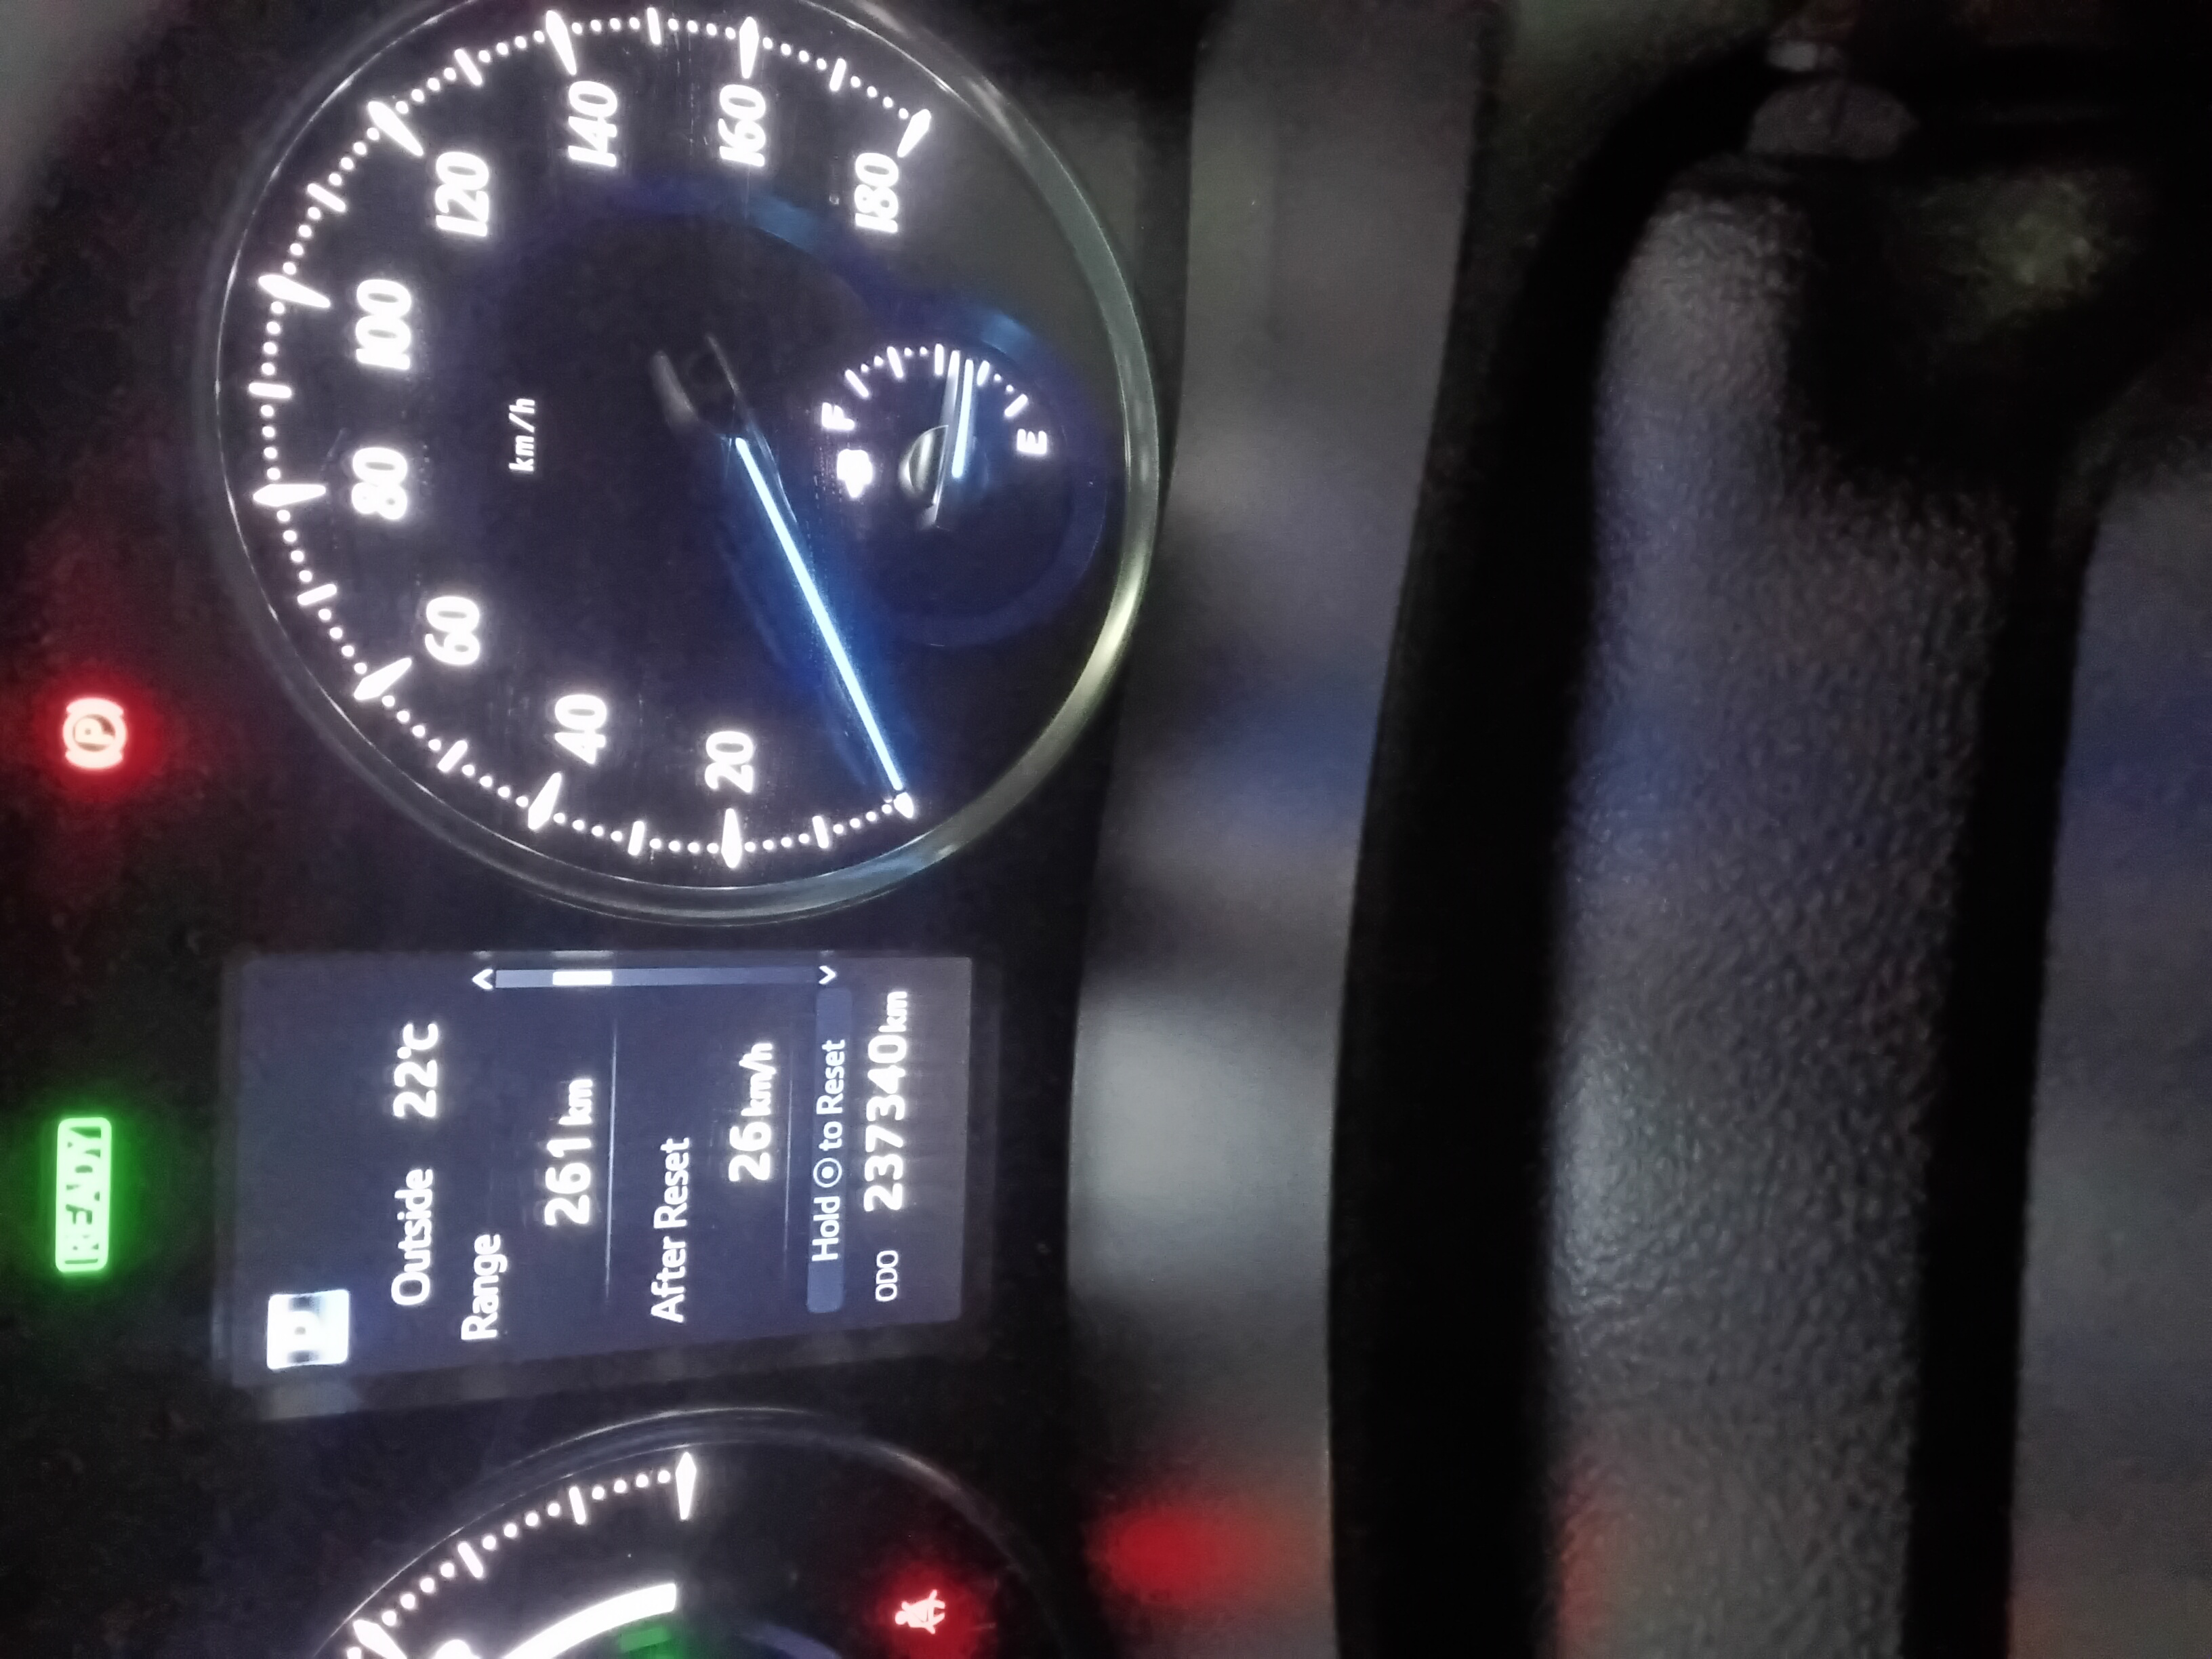 READY
P
P
Outside 22°C
Range
261 km
After Reset
26 km/h
Hold to Reset
ODO 237340 km
80 100
60 120
km/h
40 140
20 160
F
180
E